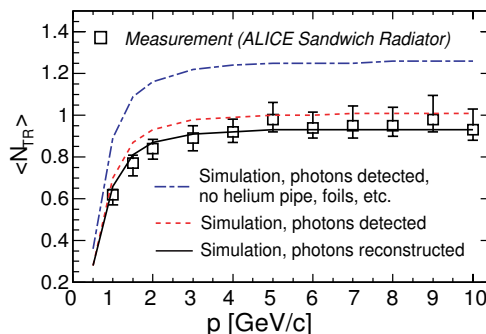 1.4
1.2
1
0.8
0.6
0.4
0.2
<N_TR>
Measurement (ALICE Sandwich Radiator)
Simulation, photons detected,
no helium pipe, foils, etc.
Simulation, photons detected
Simulation, photons reconstructed
0 1 2 3 4 5 6 7 8 9 10
p [GeV/c]